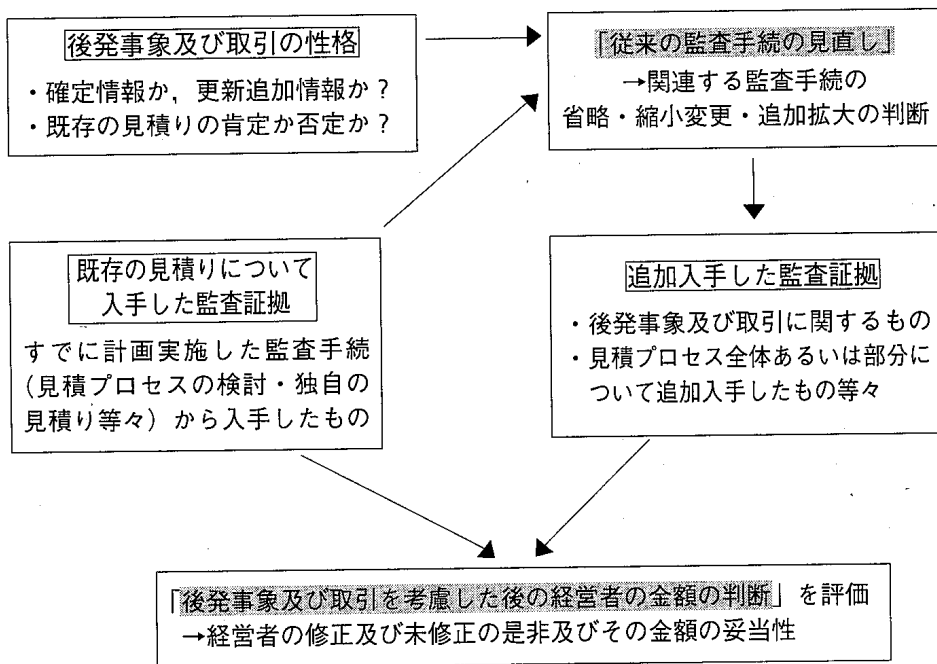 後発事象及び取引の性格
・確定情報か，更新追加情報か？
・既存の見積りの肯定か否定か？
「従来の監査手続の見直し」
→関連する監査手続の
省略・縮小変更・追加拡大の判断
既存の見積りについて
入手した監査証拠
すでに計画実施した監査手続
（見積プロセスの検討・独自の
見積り等々）から入手したもの
追加入手した監査証拠
・後発事象及び取引に関するもの
・見積プロセス全体あるいは部分に
ついて追加入手したもの等々
「後発事象及び取引を考慮した後の経営者の金額の判断」を評価
→経営者の修正及び未修正の是非及びその金額の妥当性